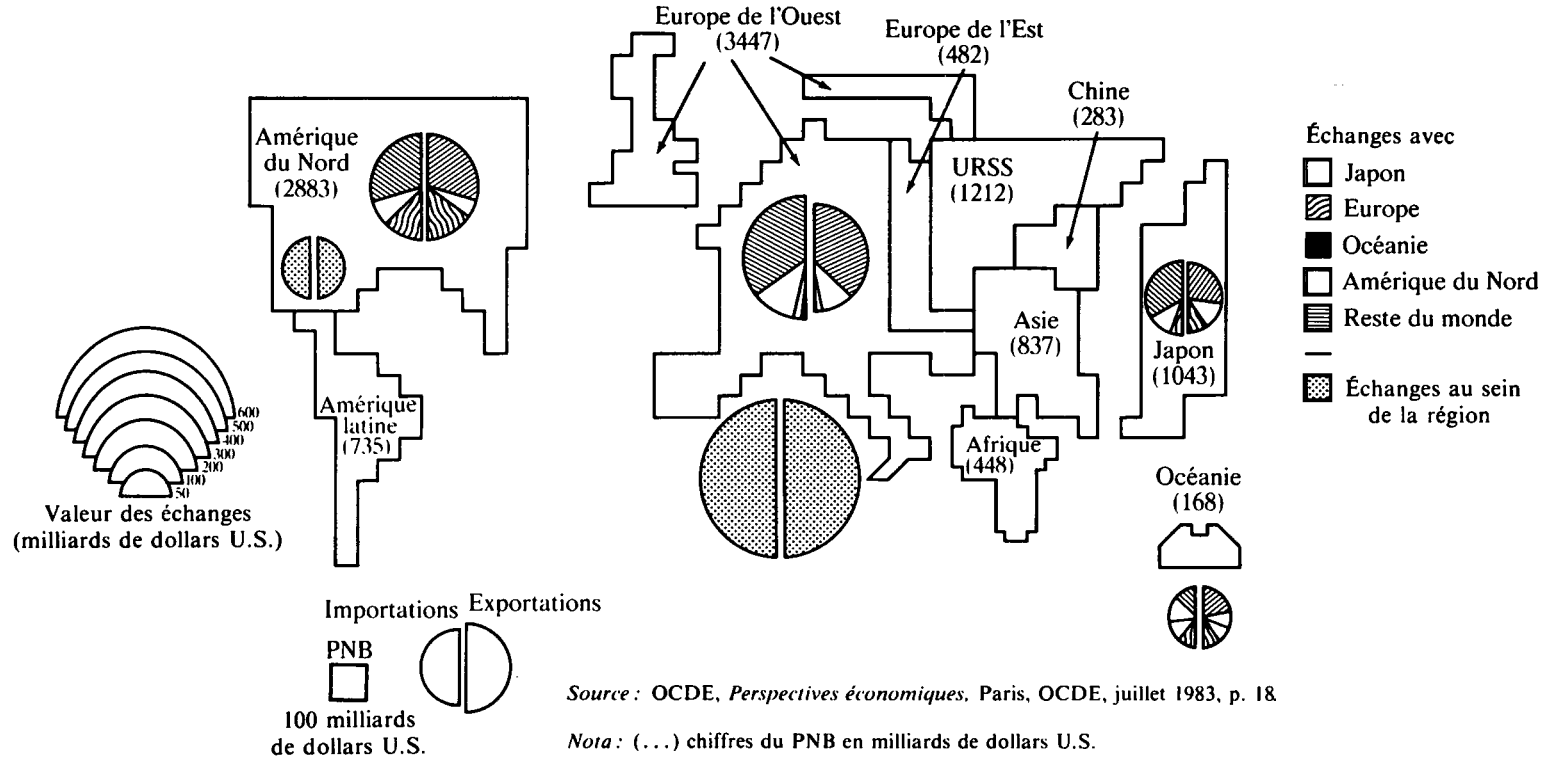 Europe de l'Ouest
(3447)
Europe de l'Est
(482)
Chine
(283)
Amérique
du Nord
(2883)
URSS
(1212)
Échanges avec
Japon
Europe
Océanie
Amérique du Nord
Reste du monde
Échanges au sein
de la région
Asie
(837)
Japon
(1043)
Amérique
latine
(735)
Afrique
(448)
Océanie
(168)
600
500
400
300
200
100
50
Valeur des échanges
(milliards de dollars U.S.)
Importations Exportations
PNB
100 milliards
de dollars U.S.
Source : OCDE, Perspectives économiques, Paris, OCDE, juillet 1983, p. 18.
Nota : (...) chiffres du PNB en milliards de dollars U.S.